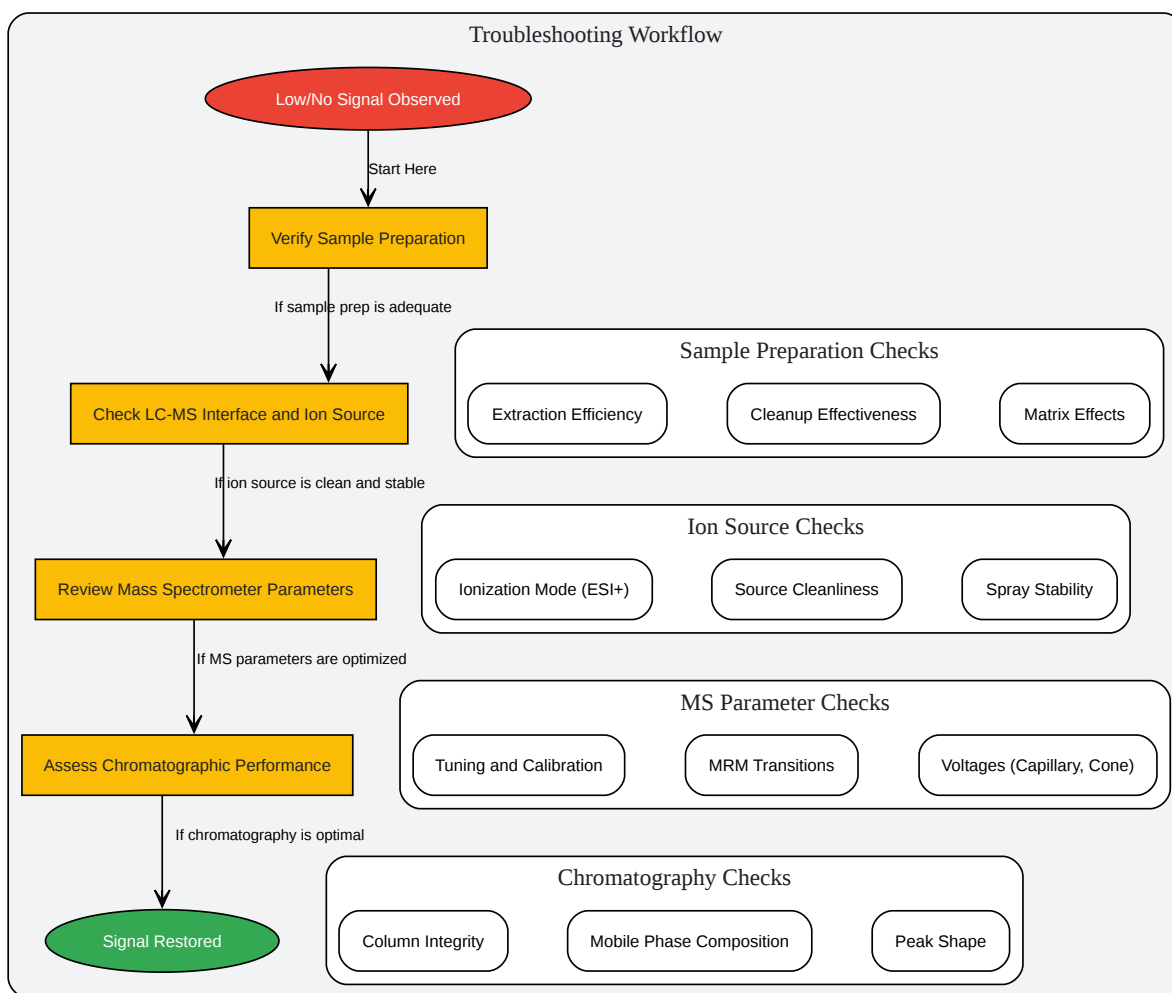 Troubleshooting Workflow
Low/No Signal Observed
Start Here
Verify Sample Preparation
If sample prep is adequate
Sample Preparation Checks
Extraction Efficiency
Cleanup Effectiveness
Matrix Effects
Check LC-MS Interface and Ion Source
If ion source is clean and stable
Ion Source Checks
Ionization Mode (ESI+)
Source Cleanliness
Spray Stability
Review Mass Spectrometer Parameters
If MS parameters are optimized
MS Parameter Checks
Tuning and Calibration
MRM Transitions
Voltages (Capillary, Cone)
Assess Chromatographic Performance
If chromatography is optimal
Chromatography Checks
Column Integrity
Mobile Phase Composition
Peak Shape
Signal Restored